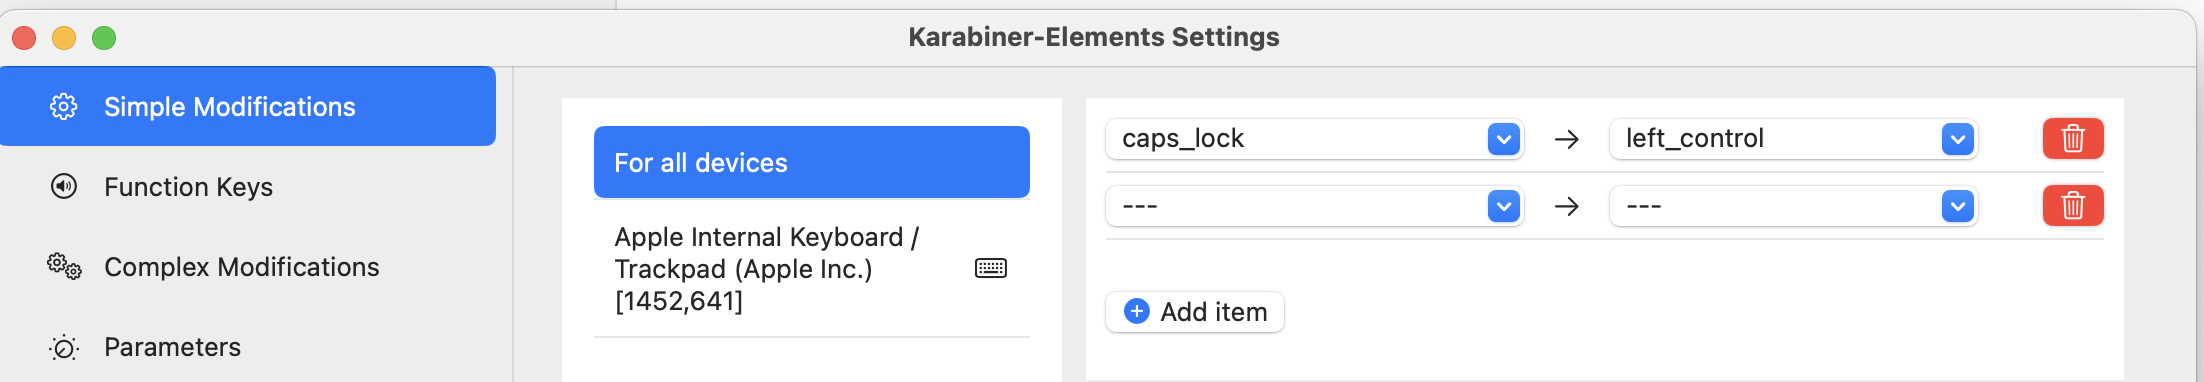 Karabiner-Elements Settings
Simple Modifications
Function Keys
Complex Modifications
Parameters
For all devices
Apple Internal Keyboard /
Trackpad (Apple Inc.)
[1452,641]
caps_lock → left_control
--- → ---
Add item